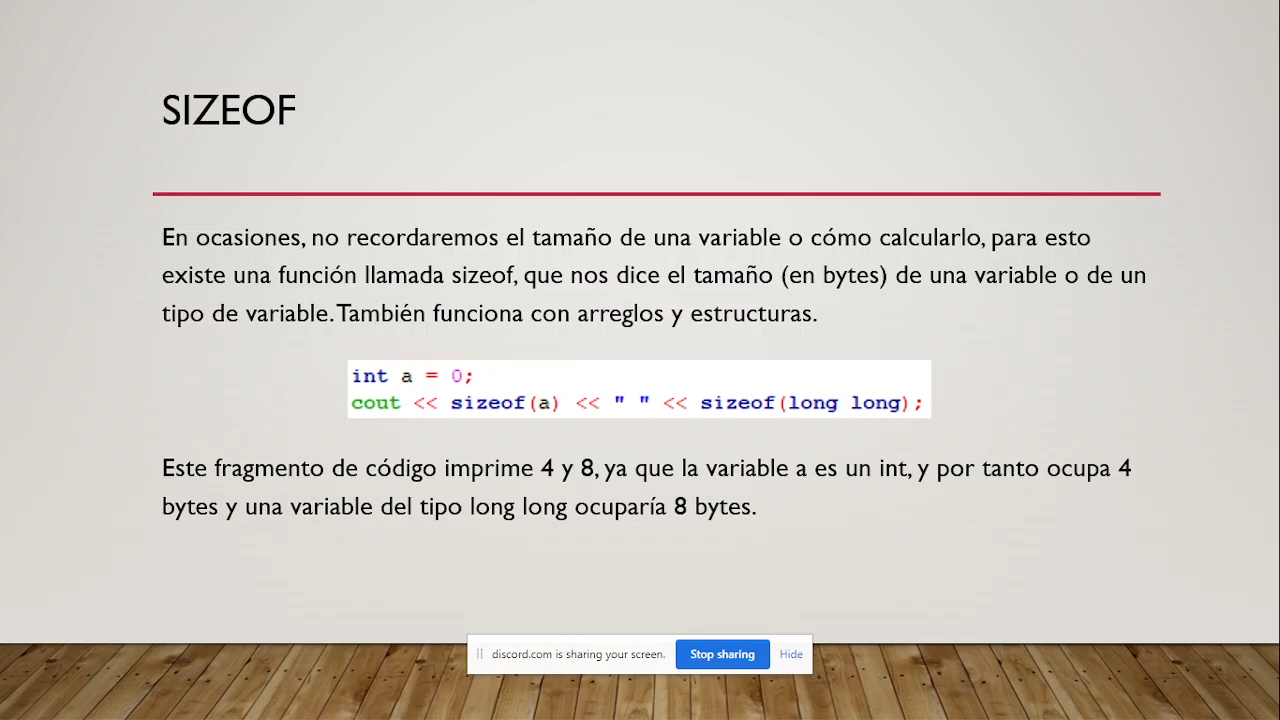 SIZEOF
En ocasiones, no recordaremos el tamaño de una variable o cómo calcularlo, para esto
existe una función llamada sizeof, que nos dice el tamaño (en bytes) de una variable o de un
tipo de variable. También funciona con arreglos y estructuras.
int a = 0;
cout << sizeof(a) << " " << sizeof(long long);
Este fragmento de código imprime 4 y 8, ya que la variable a es un int, y por tanto ocupa 4
bytes y una variable del tipo long long ocuparía 8 bytes.
discord.com is sharing your screen. Stop sharing Hide